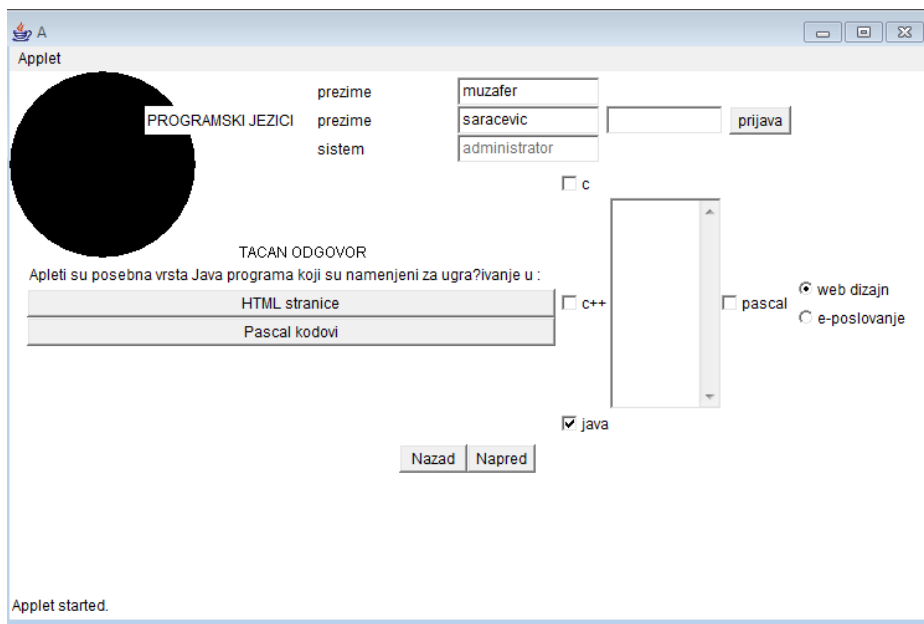 A
Applet
prezime muzafer
PROGRAMSKI JEZICI prezime saracevic prijava
sistem administrator
c
TACAN ODGOVOR
Apleti su posebna vrsta Java programa koji su namenjeni za ugra?ivanje u :
HTML stranice
Pascal kodovi
c++
pascal
web dizajn
e-poslovanje
java
Nazad Napred
Applet started.